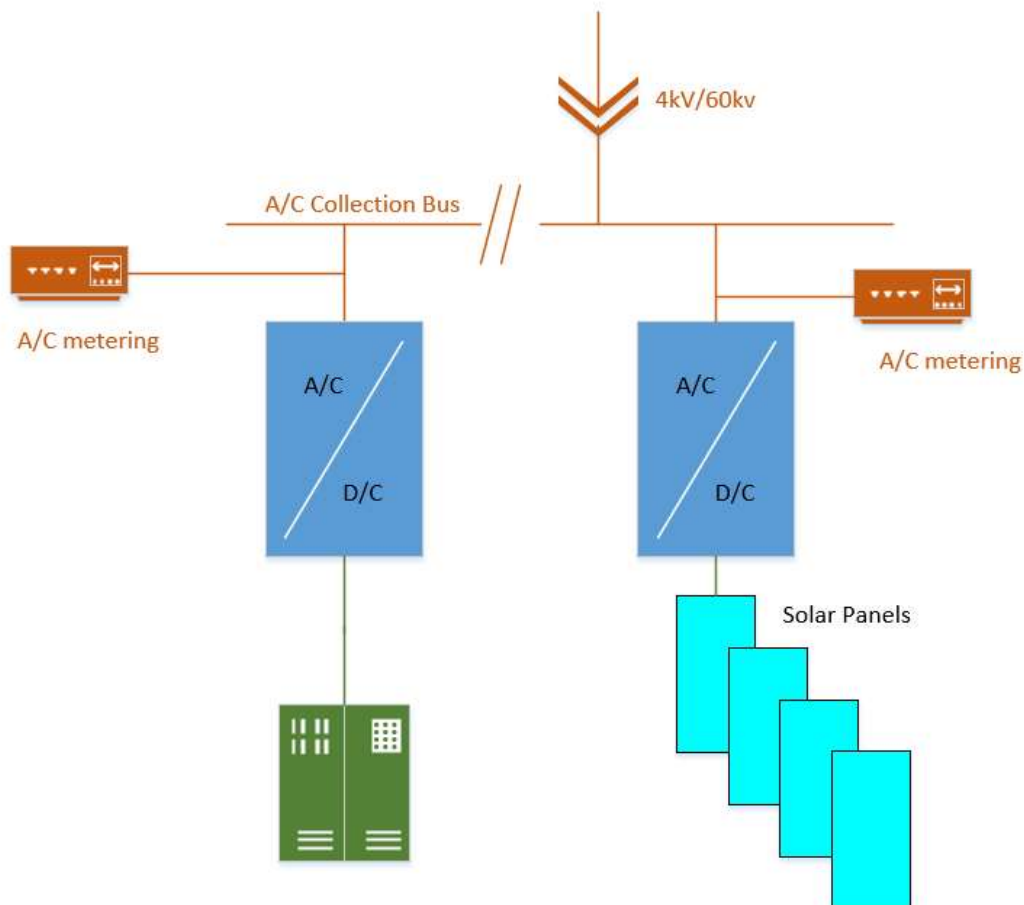 4kV/60kv
A/C Collection Bus
A/C metering
A/C metering
A/C
D/C
A/C
D/C
Solar Panels